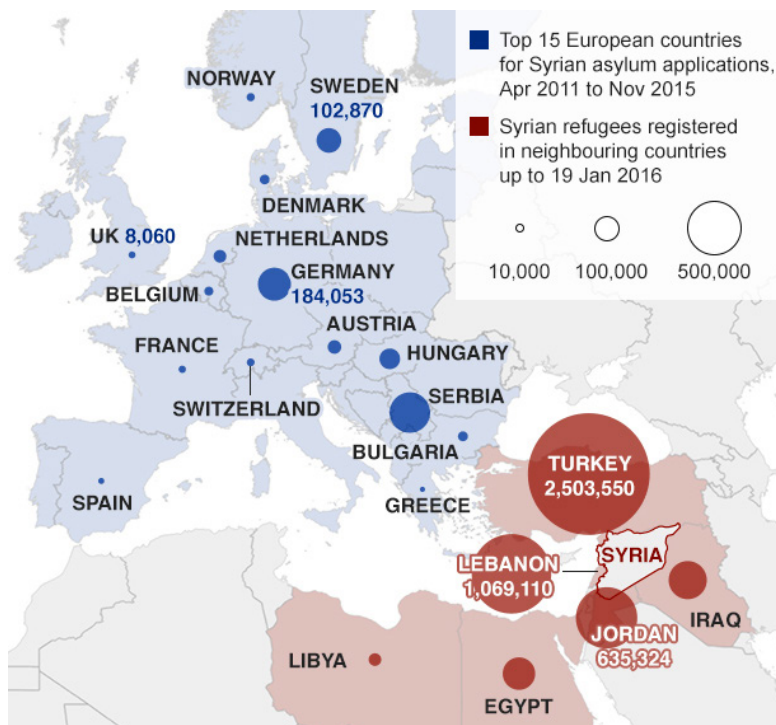 Top 15 European countries
for Syrian asylum applications,
Apr 2011 to Nov 2015
Syrian refugees registered
in neighbouring countries
up to 19 Jan 2016
10,000
100,000
500,000
NORWAY
SWEDEN
102,870
DENMARK
UK 8,060
NETHERLANDS
GERMANY
184,053
BELGIUM
AUSTRIA
FRANCE
HUNGARY
SWITZERLAND
SERBIA
BULGARIA
SPAIN
GREECE
TURKEY
2,503,550
SYRIA
LEBANON
1,069,110
IRAQ
JORDAN
635,324
LIBYA
EGYPT